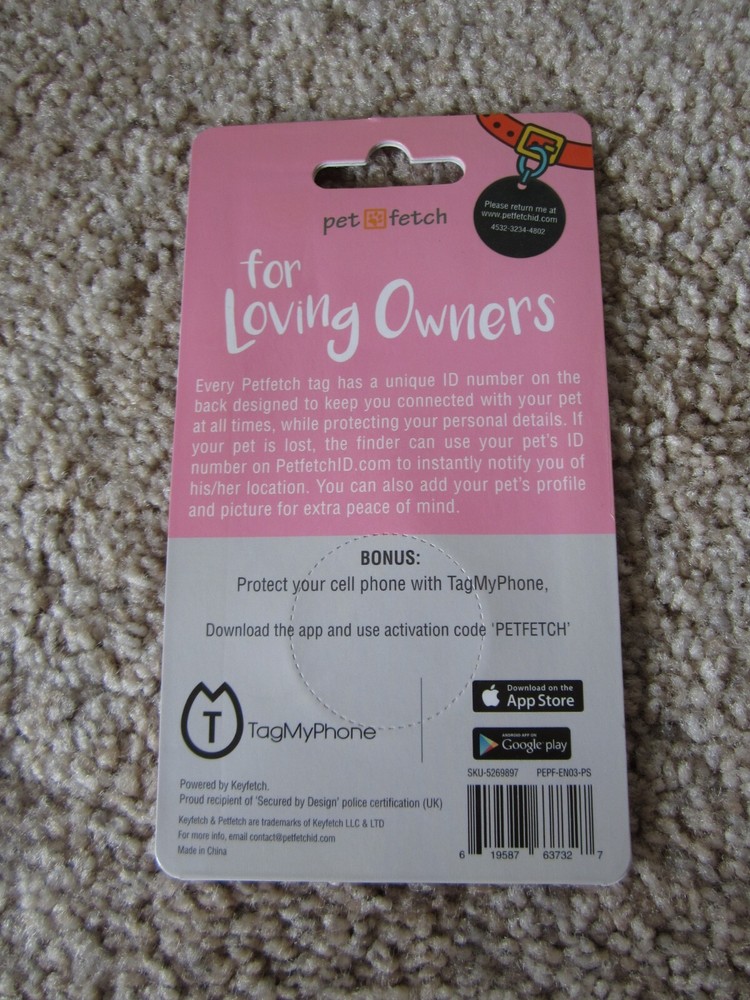 Please return me at
www.petfetchid.com
4532-3234-4802
pet fetch
for
Loving Owners
Every Petfetch tag has a unique ID number on the
back designed to keep you connected with your pet
at all times, while protecting your personal details. If
your pet is lost, the finder can use your pet's ID
number on PetfetchID.com to instantly notify you of
his/her location. You can also add your pet's profile
and picture for extra peace of mind.
BONUS:
Protect your cell phone with TagMyPhone,
Download the app and use activation code 'PETFETCH'
T TagMyPhone
Download on the
App Store
ANDROID APP ON
Google play
SKU-5269897 PEPF-EN03-PS
Powered by Keyfetch.
Proud recipient of 'Secured by Design' police certification (UK)
Keyfetch & Petfetch are trademarks of Keyfetch LLC & LTD
For more info, email contact@petfetchid.com
Made in China
6 19587 63732 7